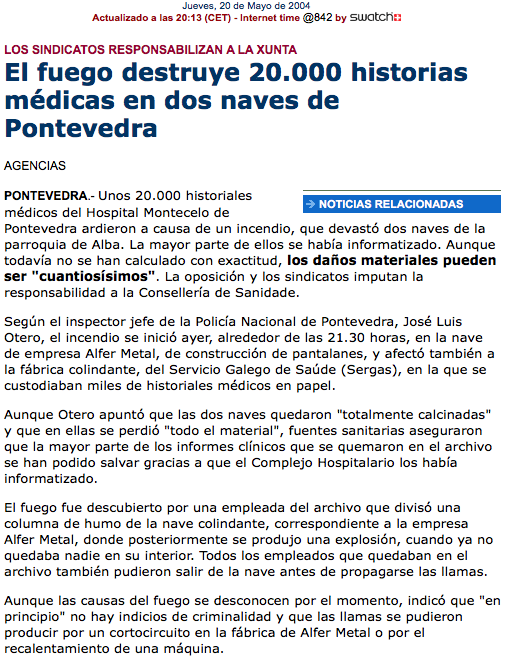 Jueves, 20 de Mayo de 2004
Actualizado a las 20:13 (CET) - Internet time @842 by swatch
LOS SINDICATOS RESPONSABILIZAN A LA XUNTA
El fuego destruye 20.000 historias
médicas en dos naves de
Pontevedra
AGENCIAS
PONTEVEDRA.- Unos 20.000 historiales
médicos del Hospital Montecelo de
NOTICIAS RELACIONADAS
Pontevedra ardieron a causa de un incendio, que devastó dos naves de la
parroquia de Alba. La mayor parte de ellos se había informatizado. Aunque
todavía no se han calculado con exactitud, los daños materiales pueden
ser "cuantiosísimos". La oposición y los sindicatos imputan la
responsabilidad a la Consellería de Sanidade.
Según el inspector jefe de la Policía Nacional de Pontevedra, José Luis
Otero, el incendio se inició ayer, alrededor de las 21.30 horas, en la nave
de empresa Alfer Metal, de construcción de pantalanes, y afectó también a
la fábrica colindante, del Servicio Galego de Saúde (Sergas), en la que se
custodiaban miles de historiales médicos en papel.
Aunque Otero apuntó que las dos naves quedaron "totalmente calcinadas"
y que en ellas se perdió "todo el material", fuentes sanitarias aseguraron
que la mayor parte de los informes clínicos que se quemaron en el archivo
se han podido salvar gracias a que el Complejo Hospitalario los había
informatizado.
El fuego fue descubierto por una empleada del archivo que divisó una
columna de humo de la nave colindante, correspondiente a la empresa
Alfer Metal, donde posteriormente se produjo una explosión, cuando ya no
quedaba nadie en su interior. Todos los empleados que quedaban en el
archivo también pudieron salir de la nave antes de propagarse las llamas.
Aunque las causas del fuego se desconocen por el momento, indicó que "en
principio" no hay indicios de criminalidad y que las llamas se pudieron
producir por un cortocircuito en la fábrica de Alfer Metal o por el
recalentamiento de una máquina.